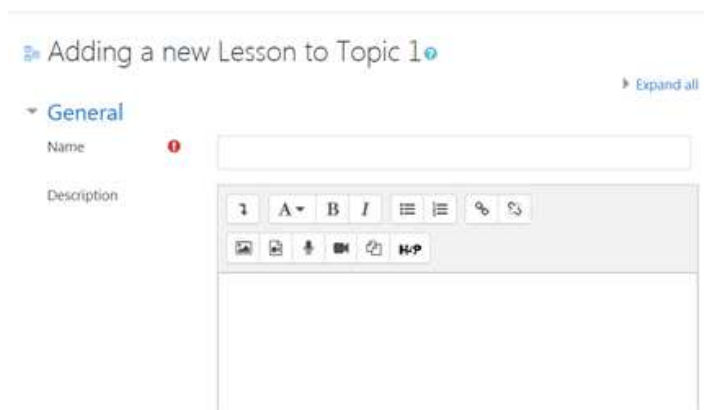 Adding a new Lesson to Topic 1
Expand all
General
Name
Description
A B I
H-P